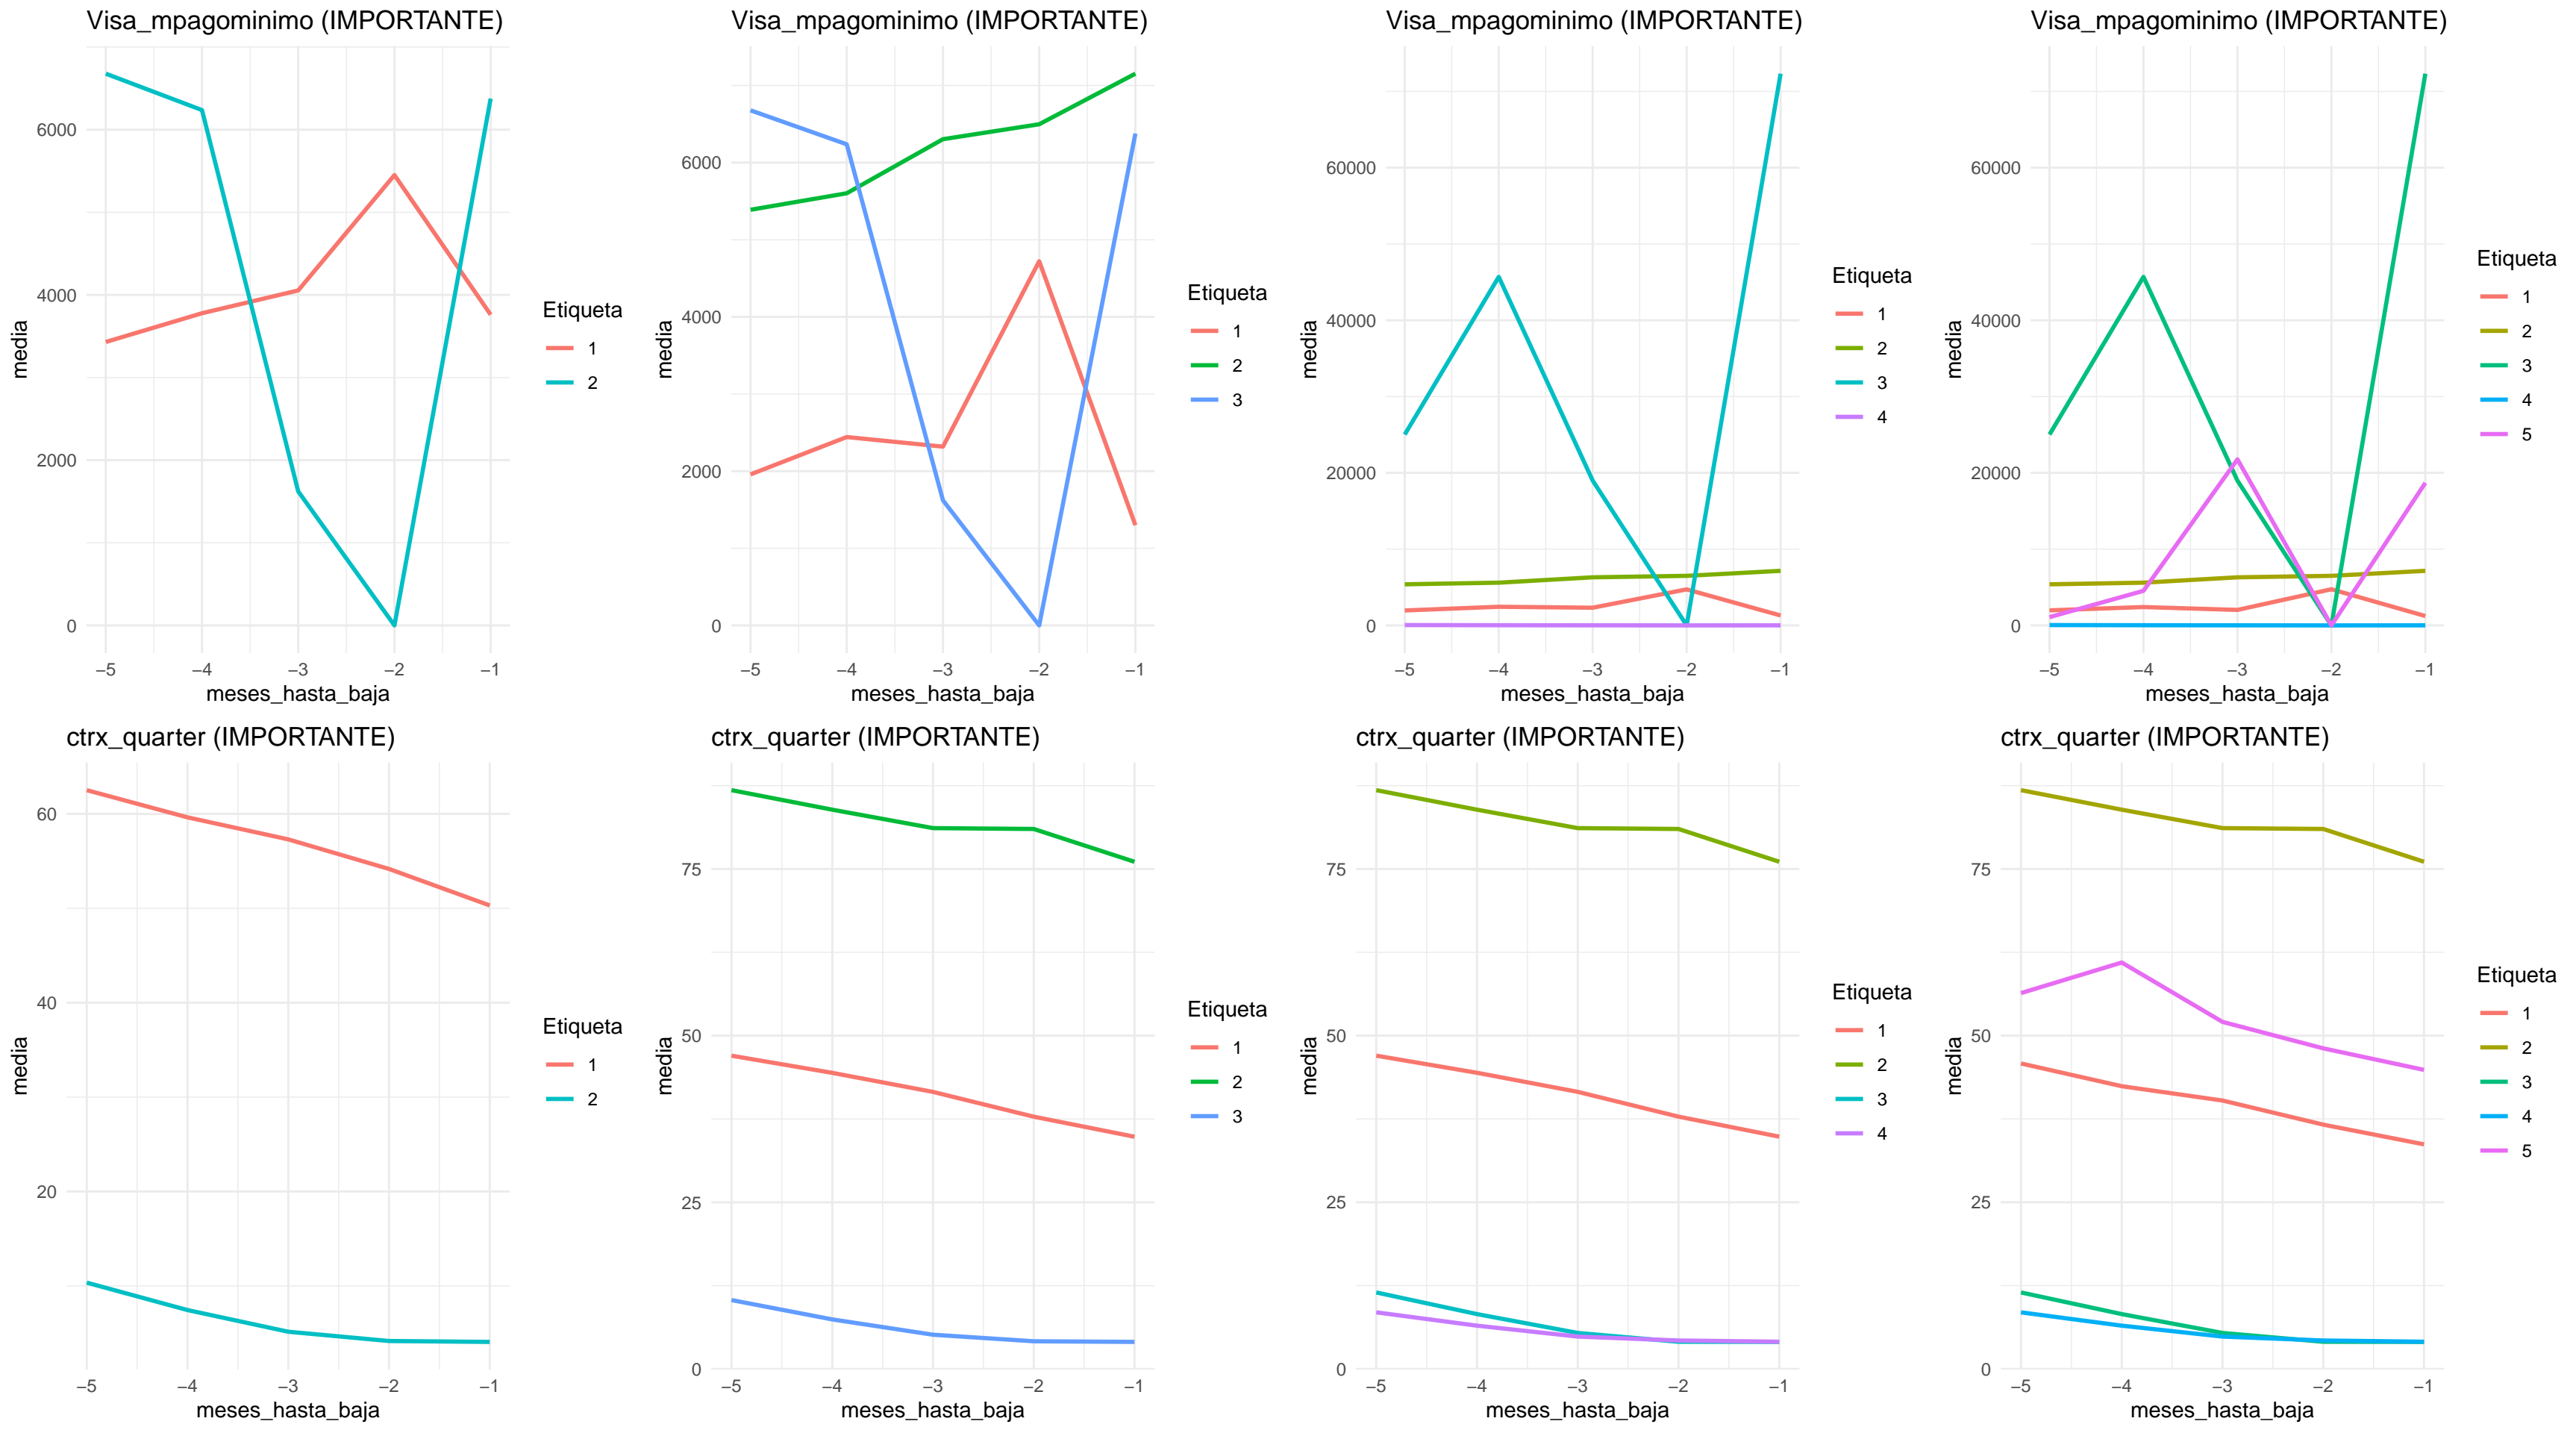 Visa_mpagominimo (IMPORTANTE)
media
6000
4000
2000
0
−5 −4 −3 −2 −1
meses_hasta_baja
Etiqueta
1
2
Visa_mpagominimo (IMPORTANTE)
media
6000
4000
2000
0
−5 −4 −3 −2 −1
meses_hasta_baja
Etiqueta
1
2
3
Visa_mpagominimo (IMPORTANTE)
media
60000
40000
20000
0
−5 −4 −3 −2 −1
meses_hasta_baja
Etiqueta
1
2
3
4
Visa_mpagominimo (IMPORTANTE)
media
60000
40000
20000
0
−5 −4 −3 −2 −1
meses_hasta_baja
Etiqueta
1
2
3
4
5
ctrx_quarter (IMPORTANTE)
media
60
40
20
−5 −4 −3 −2 −1
meses_hasta_baja
Etiqueta
1
2
ctrx_quarter (IMPORTANTE)
media
75
50
25
0
−5 −4 −3 −2 −1
meses_hasta_baja
Etiqueta
1
2
3
ctrx_quarter (IMPORTANTE)
media
75
50
25
0
−5 −4 −3 −2 −1
meses_hasta_baja
Etiqueta
1
2
3
4
ctrx_quarter (IMPORTANTE)
media
75
50
25
0
−5 −4 −3 −2 −1
meses_hasta_baja
Etiqueta
1
2
3
4
5